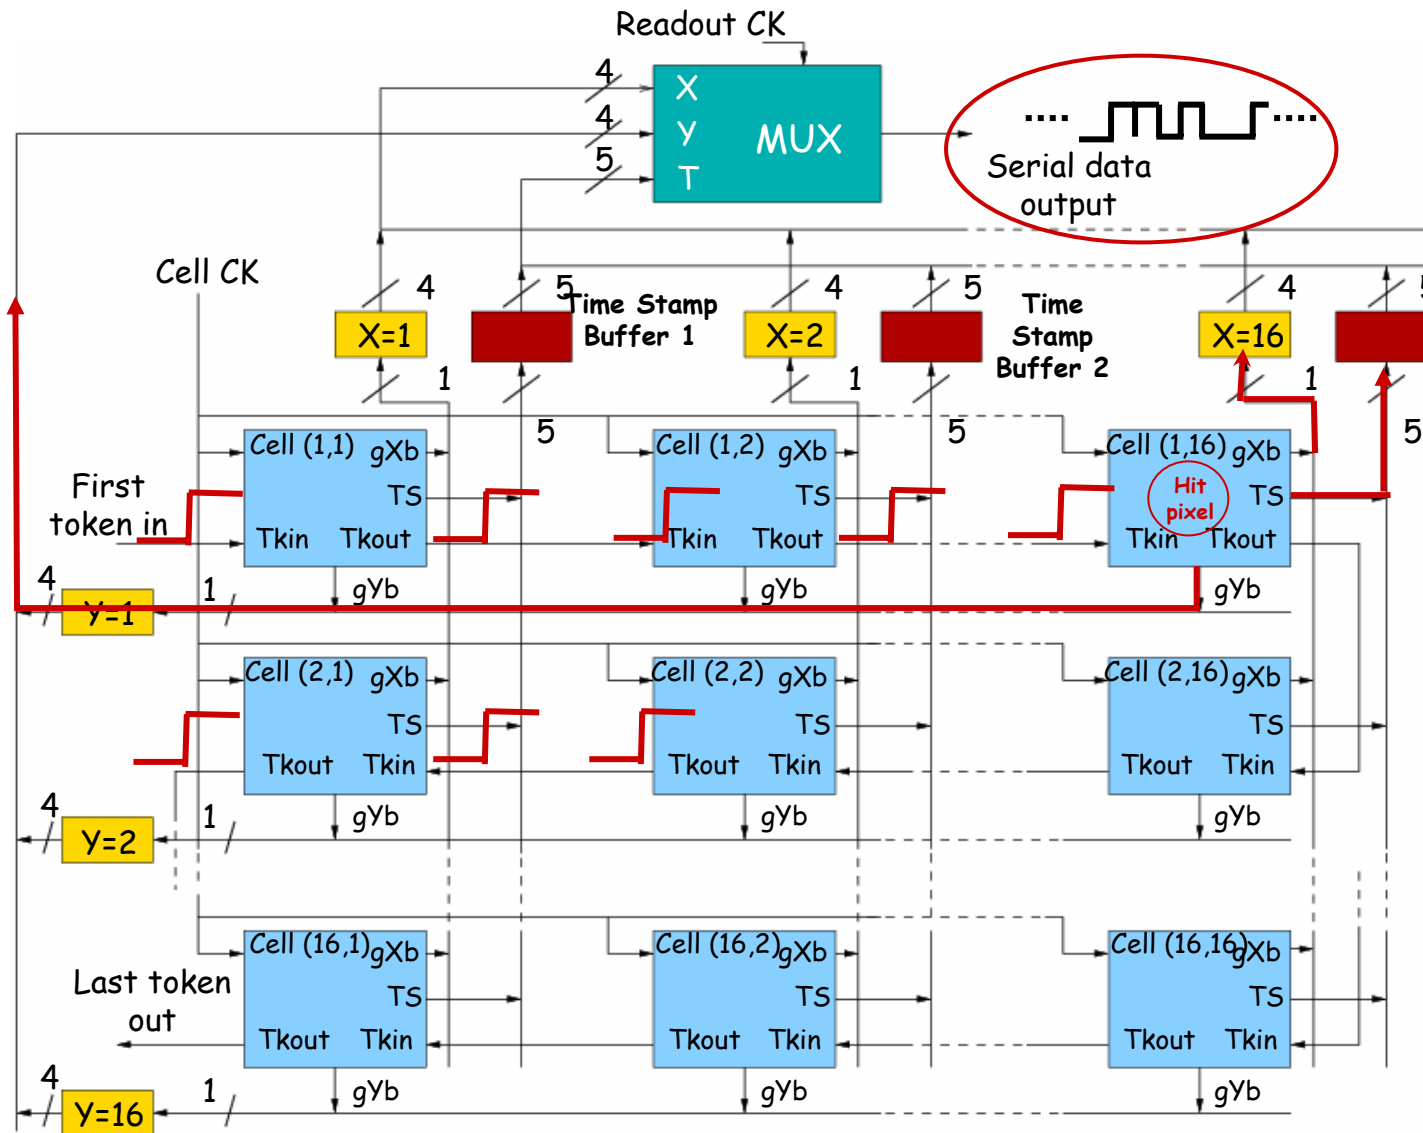 Readout CK
4
X
4
Y
MUX
5
T
Serial data
output
Cell CK
4
5
4
5
4
5
X=1
Time Stamp
Buffer 1
X=2
Time
Stamp
Buffer 2
X=16
1
5
1
5
1
5
First
token in
Cell (1,1)
gXb
TS
Tkin
Tkout
gYb
Cell (1,2)
gXb
TS
Tkin
Tkout
gYb
Cell (1,16)
gXb
Hit
pixel
TS
Tkin
Tkout
gYb
4
Y=1
1
Cell (2,1)
gXb
TS
Tkout
Tkin
gYb
Cell (2,2)
gXb
TS
Tkout
Tkin
gYb
Cell (2,16)
gXb
TS
Tkout
Tkin
gYb
4
Y=2
1
Last token
out
Cell (16,1)
gXb
TS
Tkout
Tkin
gYb
Cell (16,2)
gXb
TS
Tkout
Tkin
gYb
Cell (16,16)
gXb
TS
Tkout
Tkin
gYb
4
Y=16
1